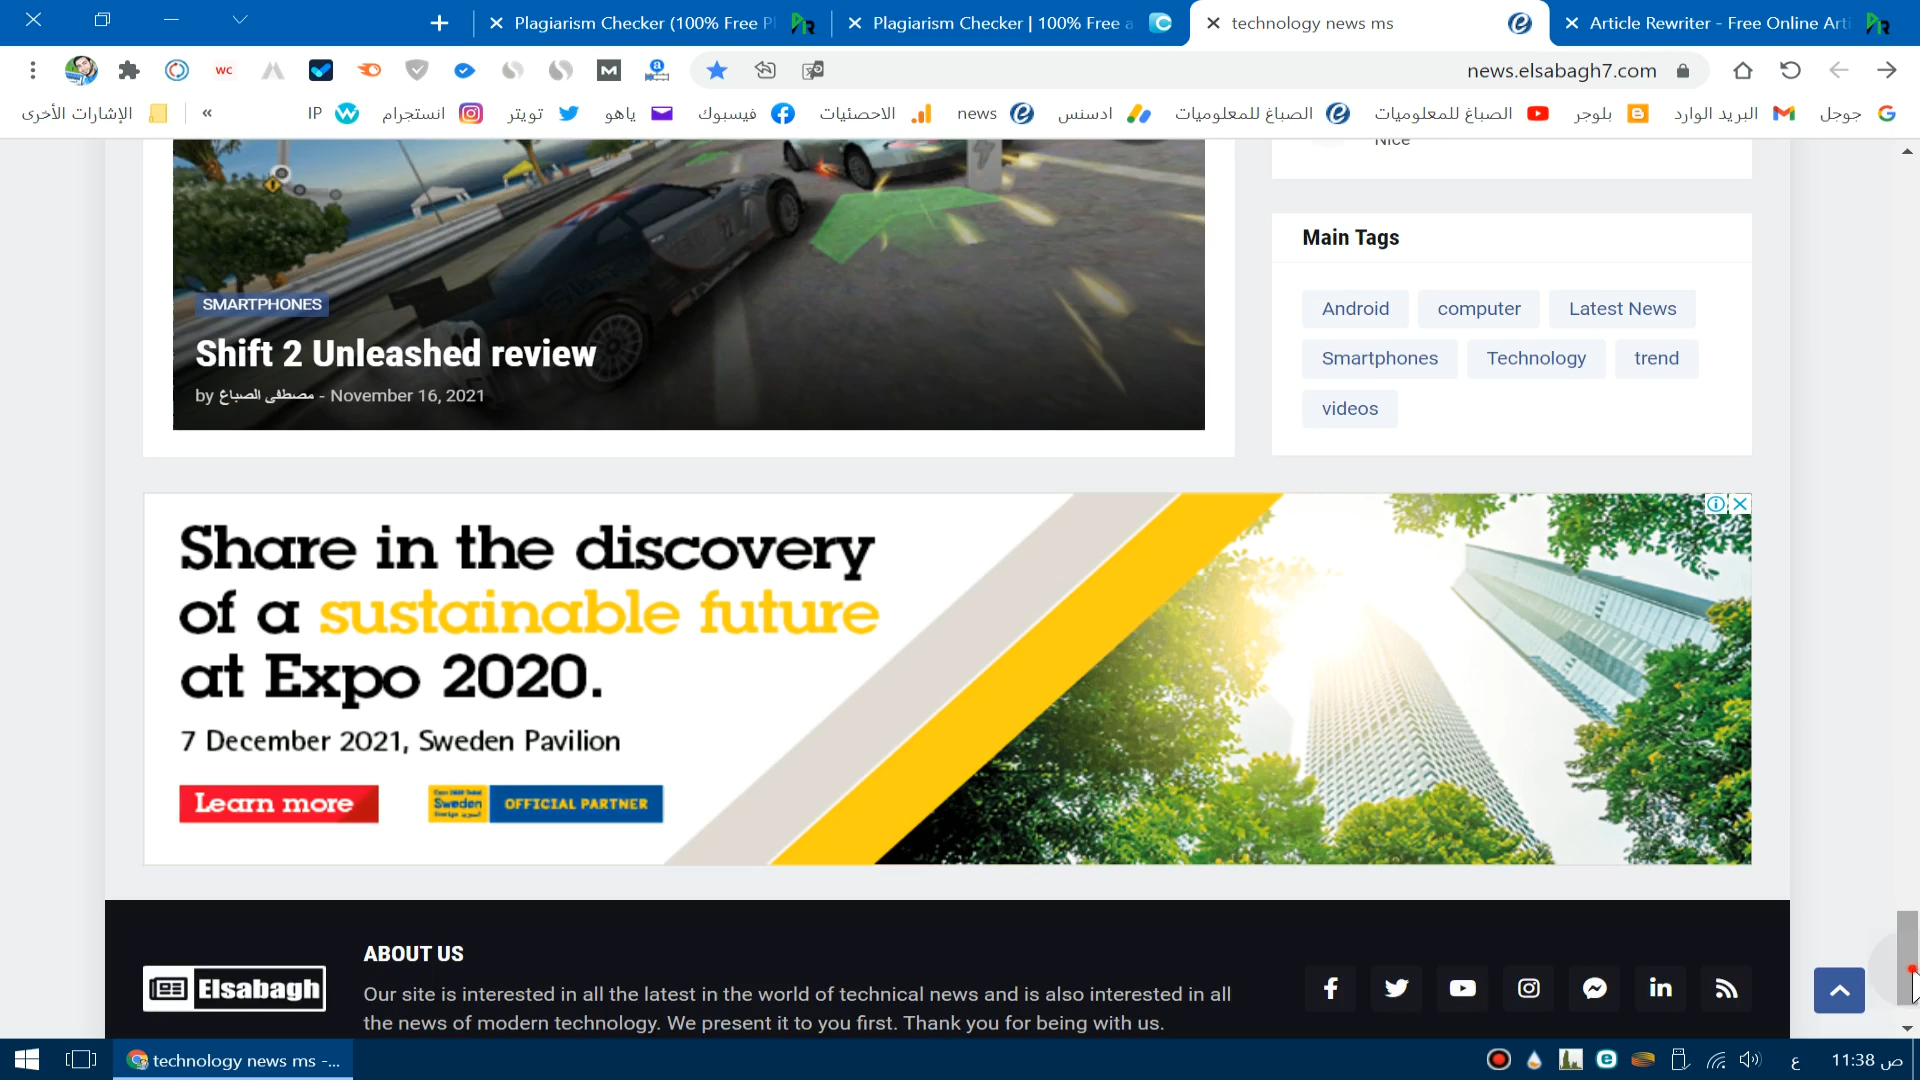 Plagiarism Checker (100% Free Pl
Plagiarism Checker | 100% Free a
technology news ms
Article Rewriter - Free Online Arti
WC
news.elsabagh7.com
الإشارات الأخرى
»
IP
انستجرام
تويتر
ياهو
فيسبوك
الاحصئيات
news
ادسنس
الصباغ للمعلوميات
الصباغ للمعلوميات
بلوجر
البريد الوارد
جوجل
Nice
SMARTPHONES
Shift 2 Unleashed review
by مصطفى الصباغ - November 16, 2021
Main Tags
Android
computer
Latest News
Smartphones
Technology
trend
videos
Share in the discovery
of a sustainable future
at Expo 2020.
7 December 2021, Sweden Pavilion
Learn more
Sweden
OFFICIAL PARTNER
Elsabagh
ABOUT US
Our site is interested in all the latest in the world of technical news and is also interested in all
the news of modern technology. We present it to you first. Thank you for being with us.
technology news ms -...
ع
11:38 ص